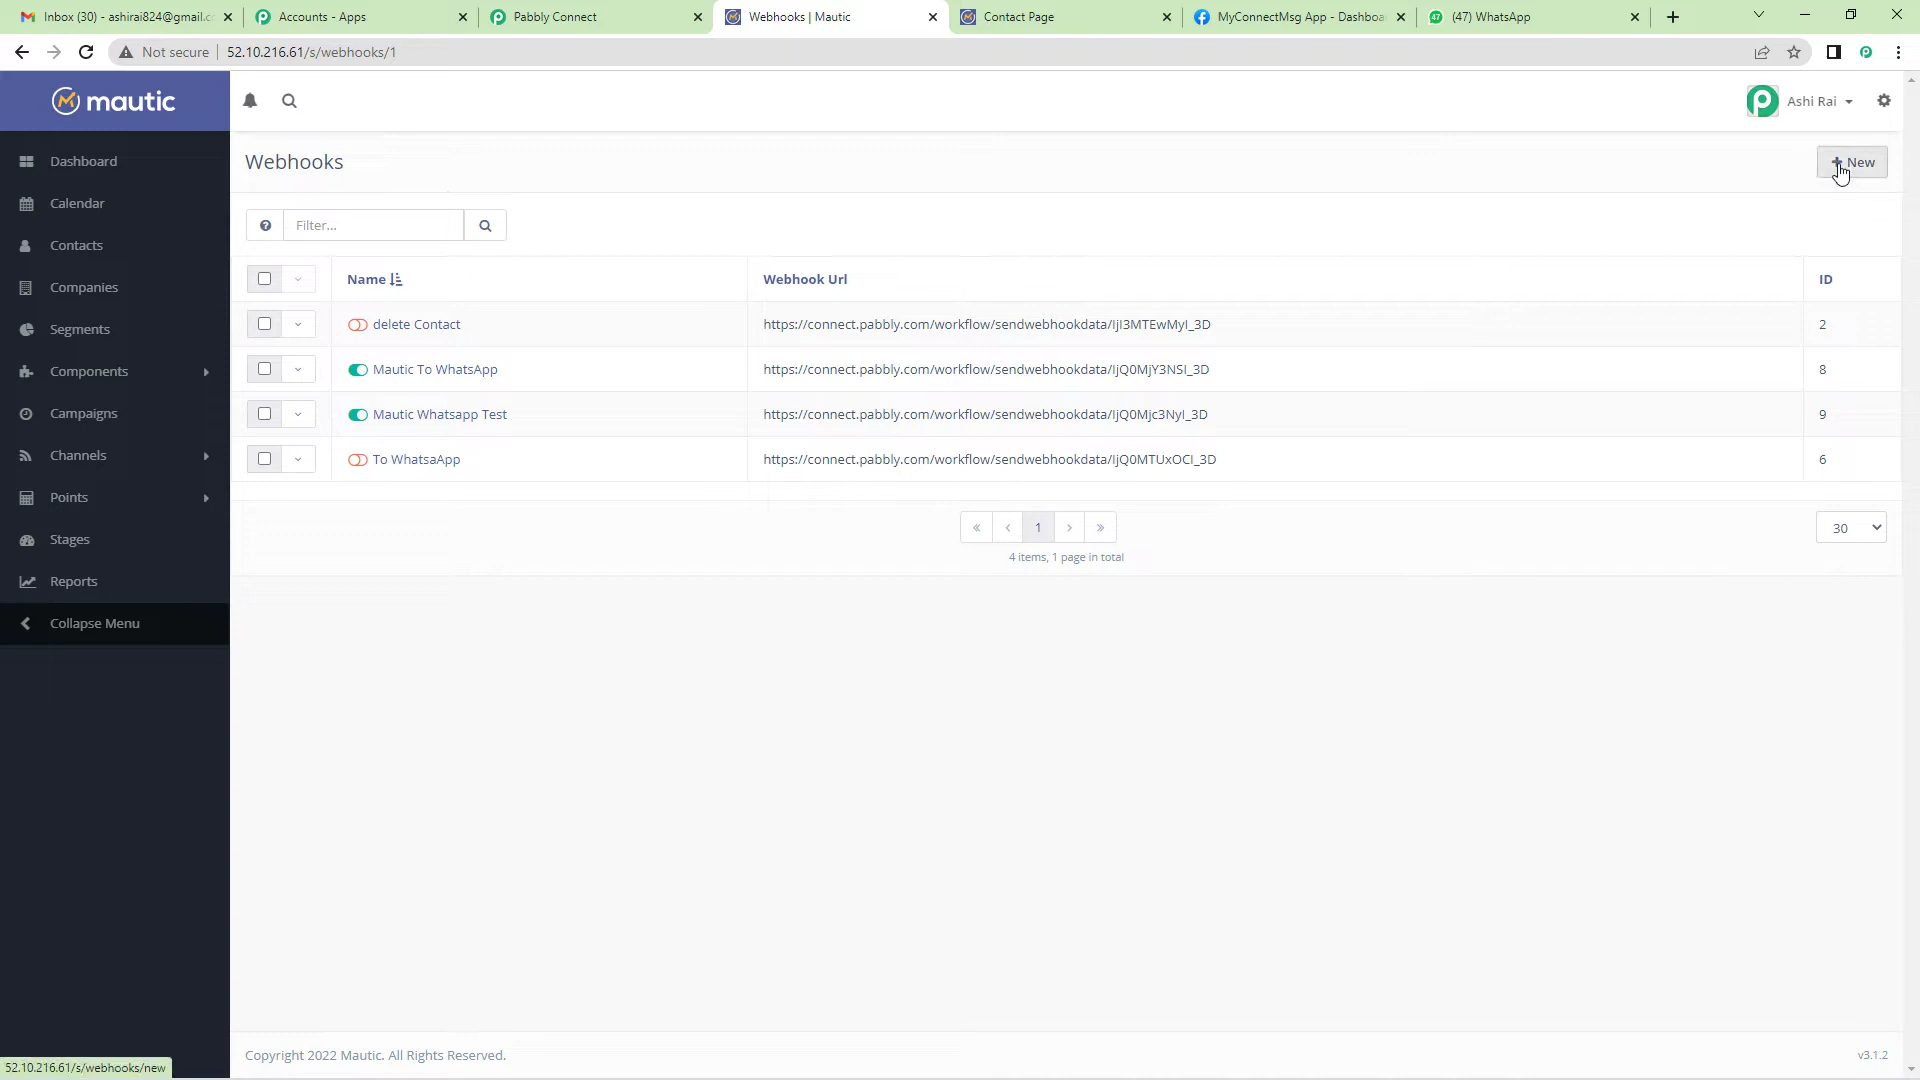 Inbox (30) - ashirai824@gmail.c
Accounts - Apps
Pabbly Connect
Webhooks | Mautic
Contact Page
MyConnectMsg App - Dashboa
(47) WhatsApp
Not secure
52.10.216.61/s/webhooks/1
mautic
Ashi Rai
Dashboard
Calendar
Contacts
Companies
Segments
Components
Campaigns
Channels
Points
Stages
Reports
Collapse Menu
Webhooks
New
Filter...
Name
Webhook Url
ID
delete Contact
https://connect.pabbly.com/workflow/sendwebhookdata/IjI3MTEwMyI_3D
2
Mautic To WhatsApp
https://connect.pabbly.com/workflow/sendwebhookdata/IjQ0MjY3NSI_3D
8
Mautic Whatsapp Test
https://connect.pabbly.com/workflow/sendwebhookdata/IjQ0Mjc3NyI_3D
9
To WhatsaApp
https://connect.pabbly.com/workflow/sendwebhookdata/IjQ0MTUxOCI_3D
6
1
30
4 items, 1 page in total
Copyright 2022 Mautic. All Rights Reserved.
v3.1.2
52.10.216.61/s/webhooks/new